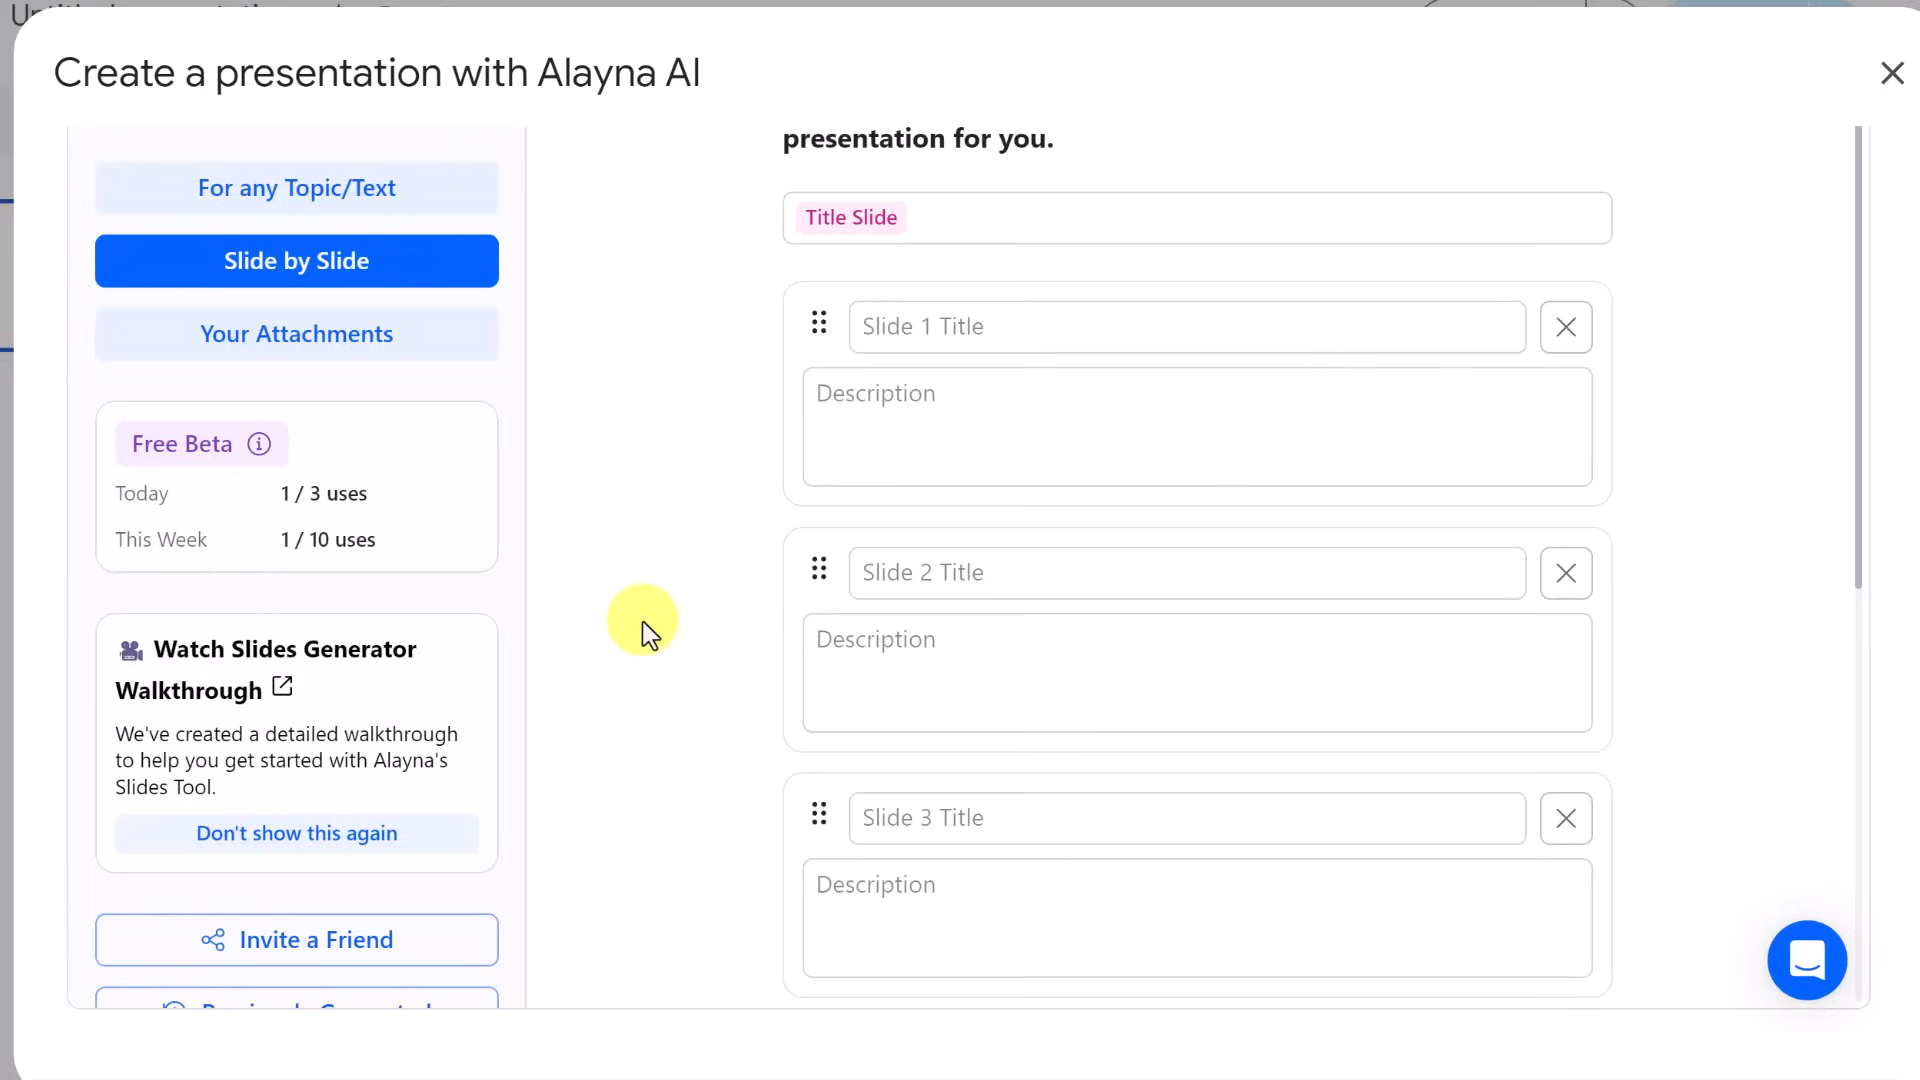 Create a presentation with Alayna AI
For any Topic/Text
Slide by Slide
Your Attachments
Free Beta
Today 1 / 3 uses
This Week 1 / 10 uses
Watch Slides Generator
Walkthrough
We've created a detailed walkthrough
to help you get started with Alayna's
Slides Tool.
Don't show this again
Invite a Friend
presentation for you.
Title Slide
Slide 1 Title
Description
Slide 2 Title
Description
Slide 3 Title
Description